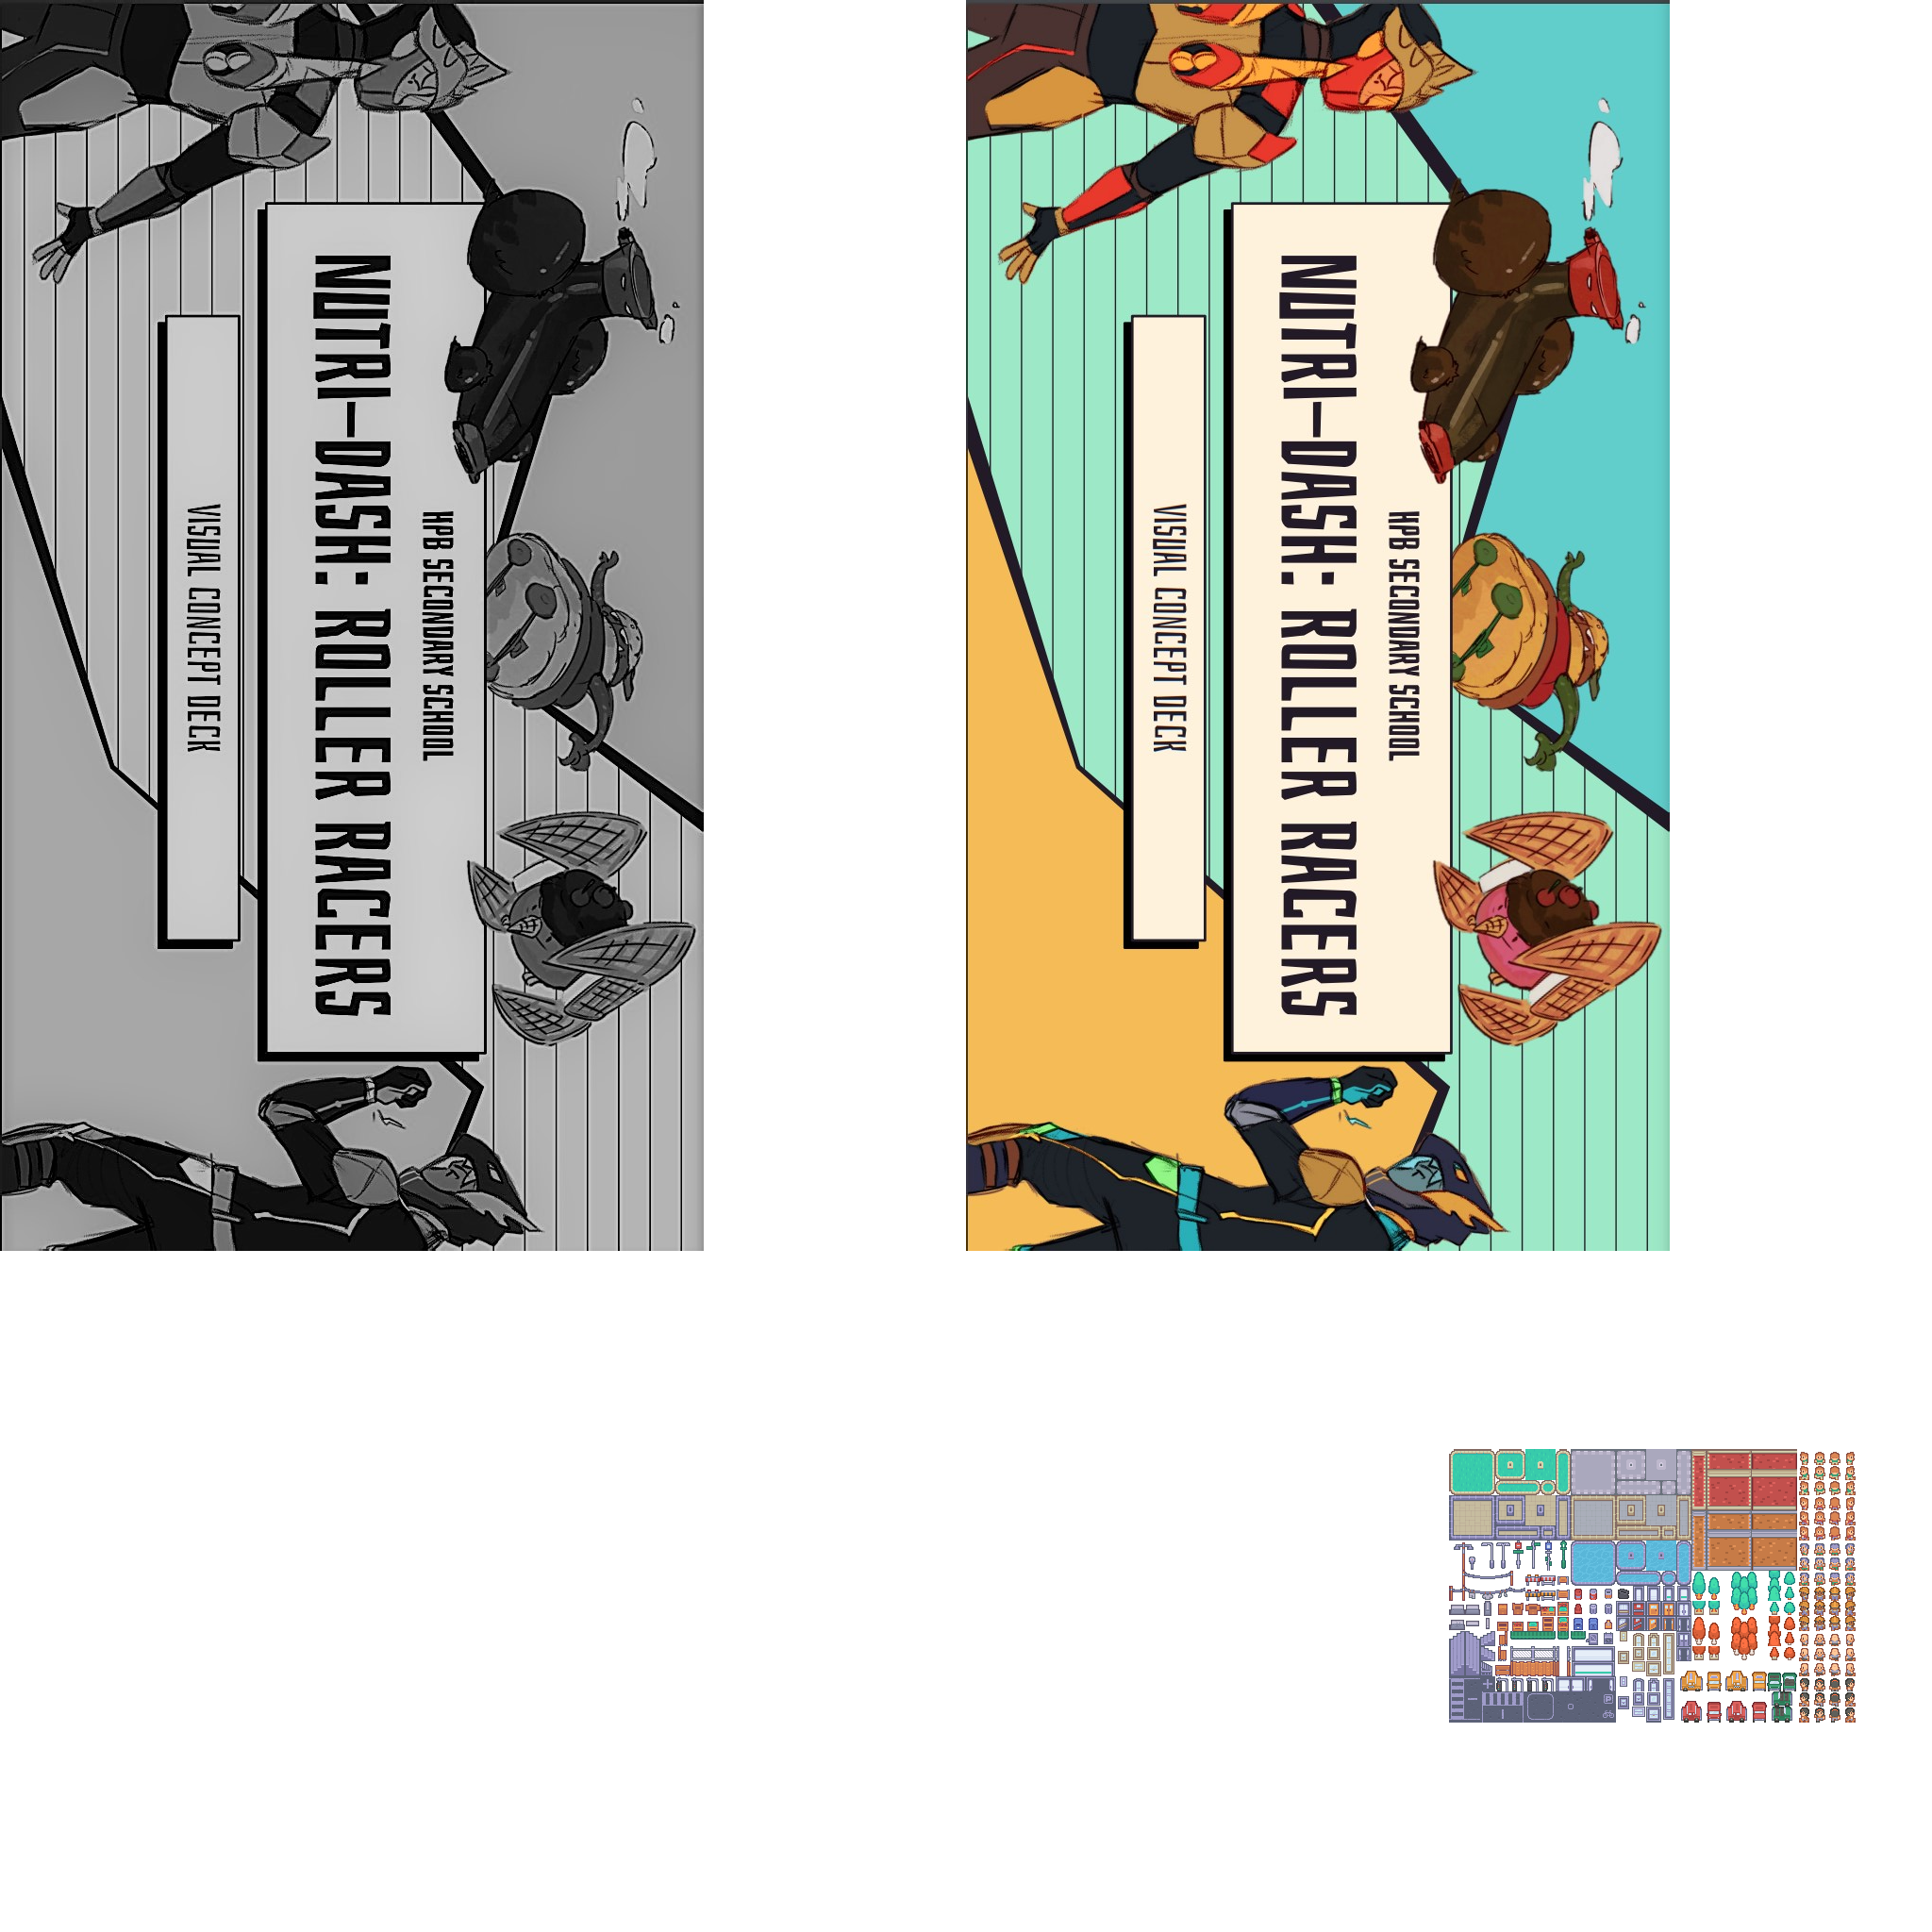 HPB SECONDARY SCHOOL
NUTRI-DASH: ROLLER RACERS
VISUAL CONCEPT DECK
HPB SECONDARY SCHOOL
NUTRI-DASH: ROLLER RACERS
VISUAL CONCEPT DECK